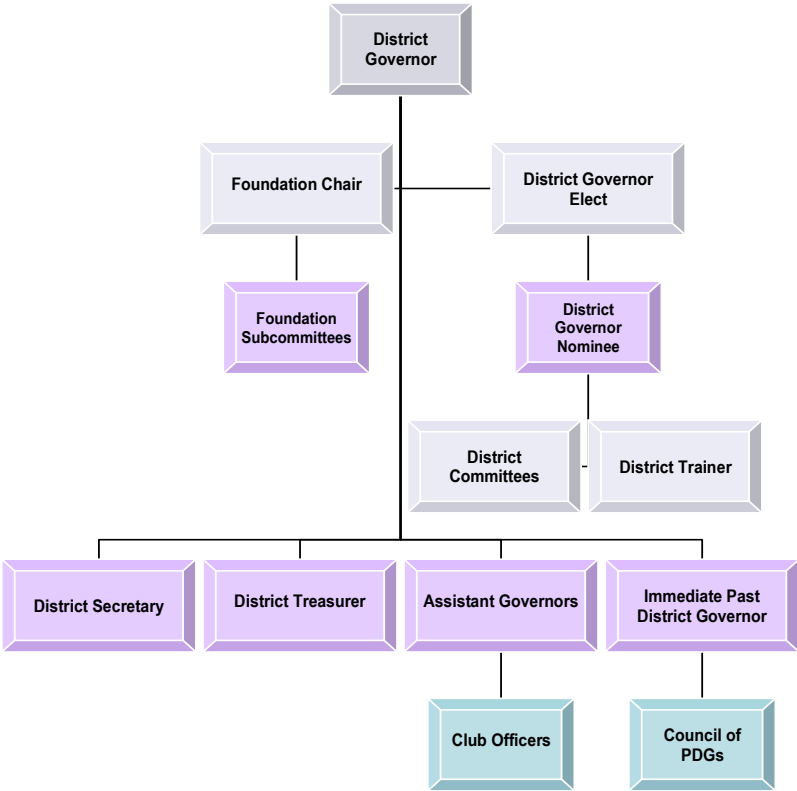 District
Governor
Foundation Chair
District Governor
Elect
Foundation
Subcommittees
District
Governor
Nominee
District
Committees
District Trainer
District Secretary
District Treasurer
Assistant Governors
Immediate Past
District Governor
Club Officers
Council of
PDGs